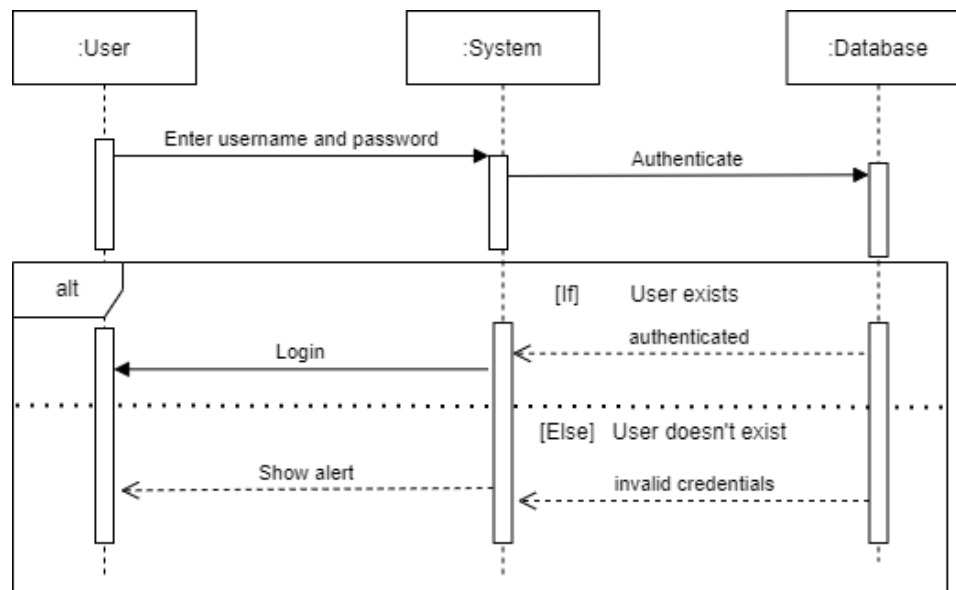 :User
:System
:Database
Enter username and password
Authenticate
alt
[If] User exists
authenticated
Login
[Else] User doesn't exist
Show alert
invalid credentials